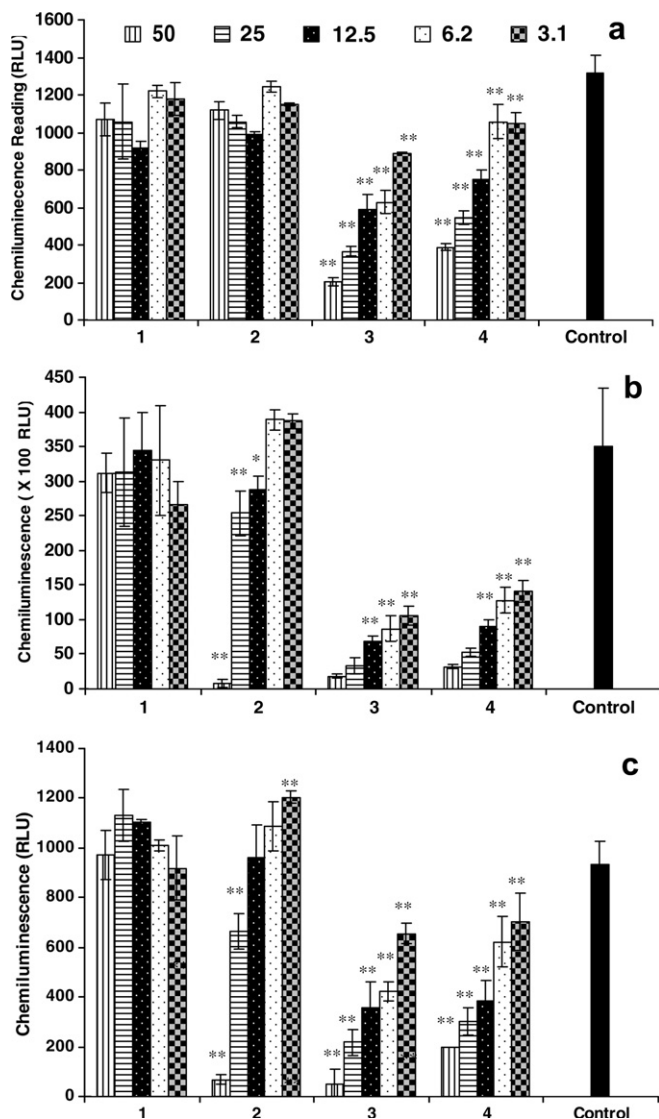 50 25 12.5 6.2 3.1 a
Chemiluminecence Reading (RLU)
1600
1400
1200
1000
800
600
400
200
0
** ** ** ** ** ** ** ** ** **
1 2 3 4 Control
b
Chemiluminescence ( X 100 RLU)
450
400
350
300
250
200
150
100
50
0
** ** * ** ** ** ** ** **
1 2 3 4 Control
c
Chemiluminescence (RLU)
1400
1200
1000
800
600
400
200
0
** ** ** ** ** ** ** ** ** ** ** ** **
1 2 3 4 Control